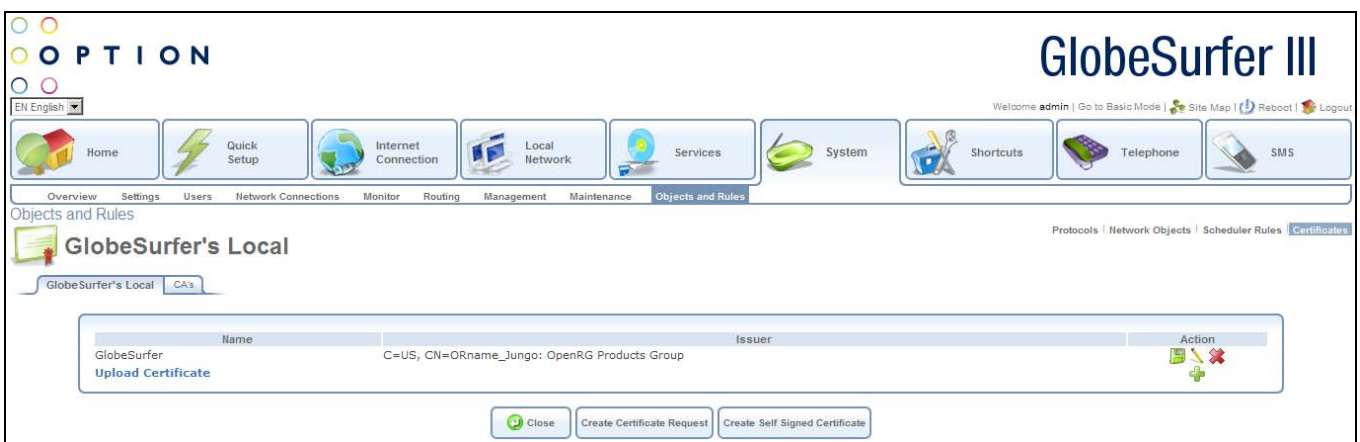 OPTION
GlobeSurfer III
EN English
Welcome admin | Go to Basic Mode | Site Map | Reboot | Logout
Home
Quick Setup
Internet Connection
Local Network
Services
System
Shortcuts
Telephone
SMS
Overview Settings Users Network Connections Monitor Routing Management Maintenance Objects and Rules
Objects and Rules
Protocols | Network Objects | Scheduler Rules | Certificates
GlobeSurfer's Local
GlobeSurfer's Local CA's
Name Issuer Action
GlobeSurfer C=US, CN=ORname_Jungo: OpenRG Products Group
Upload Certificate
Close Create Certificate Request Create Self Signed Certificate